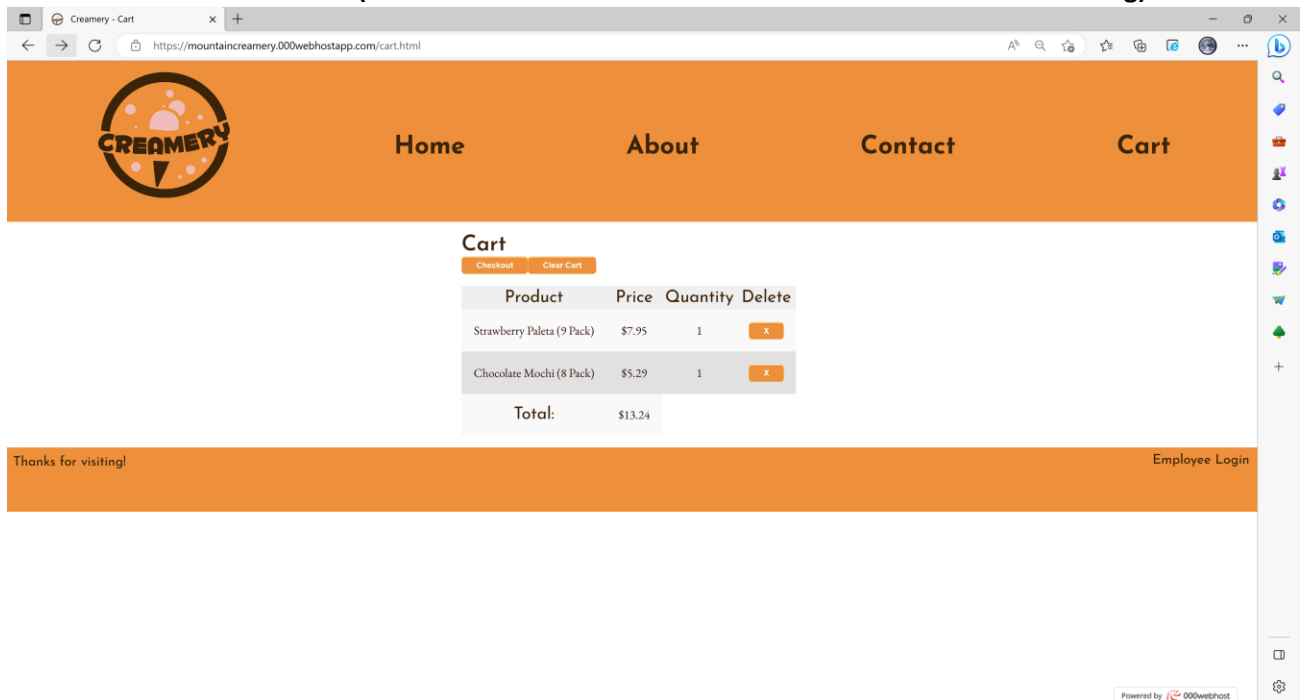 Creamery - Cart
https://mountaincreamery.000webhostapp.com/cart.html
CREAMERY
Home About Contact Cart
Cart
Checkout Clear Cart
Product Price Quantity Delete
Strawberry Paleta (9 Pack) $7.95 1 X
Chocolate Mochi (8 Pack) $5.29 1 X
Total: $13.24
Thanks for visiting! Employee Login
Powered by 000webhost